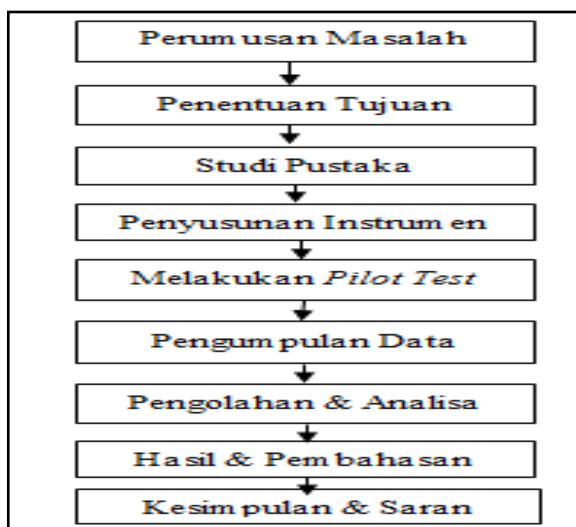 Perumusan Masalah
Penentuan Tujuan
Studi Pustaka
Penyusunan Instrumen
Melakukan Pilot Test
Pengumpulan Data
Pengolahan & Analisa
Hasil & Pembahasan
Kesimpulan & Saran